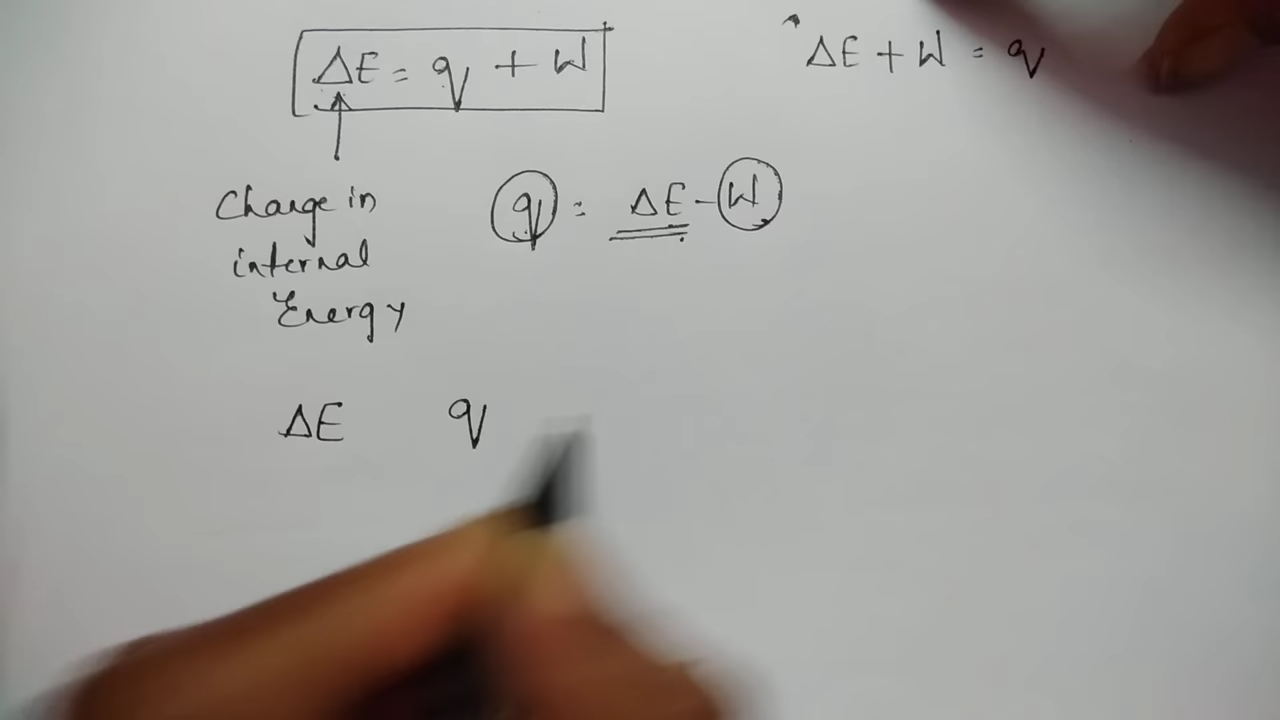 ΔE = q + W
ΔE + W = q
Change in
internal
Energy
q = ΔE - W
ΔE q